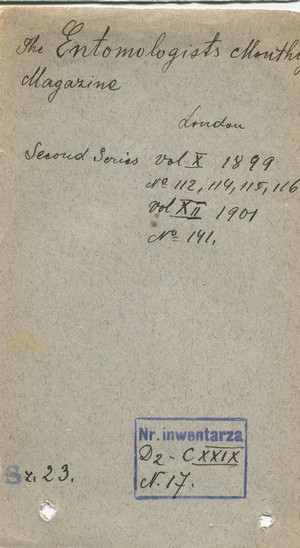 The Entomologists Monthly
Magazine
London
Second Series vol X 1899
No 112, 114, 115, 116
vol XII 1901
No 141.
Nr. inwentarza
D2 - CXXIX
N. 17.
Sz. 23.